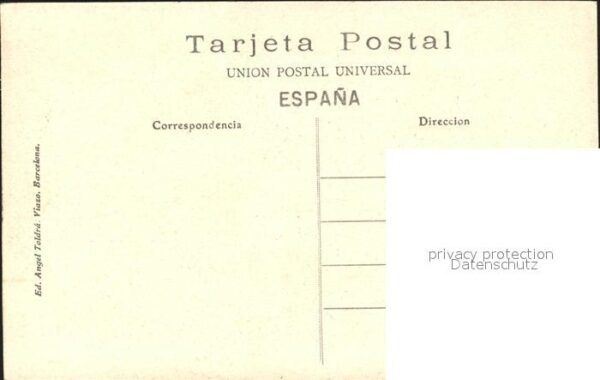 Tarjeta Postal
UNION POSTAL UNIVERSAL
ESPAÑA
Correspondencia
Direccion
Ed. Angel Toldrá Viazo. Barcelona.
privacy protection
Datenschutz